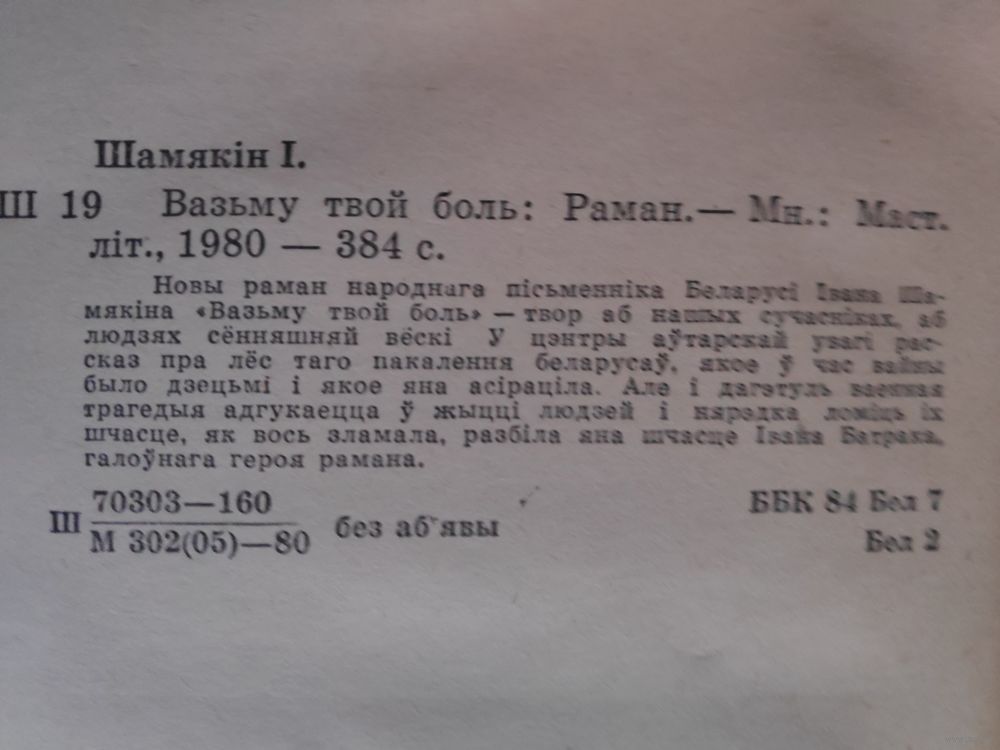 Шамякін І.
Ш 19 Вазьму твой боль: Раман.— Мн.: Маст.
літ., 1980 — 384 с.
Новы раман народнага пісьменніка Беларусі Івана Ша-
мякіна «Вазьму твой боль» — твор аб нашых сучасніках, аб
людзях сённяшняй вёскі У цэнтры аўтарскай увагі рас-
сказ пра лёс таго пакалення беларусаў, якое ў час вайны
было дзецьмі і якое яна асіраціла. Але і дагэтуль ваенная
трагедыя адгукаецца ў жыцці людзей і нярэдка ломіць іх
шчасце, як вось зламала, разбіла яна шчасце Івана Батрака,
галоўнага героя рамана.
Ш 70303—160
М 302(05)—80 без аб'явы
ББК 84 Бел 7
Бел 2